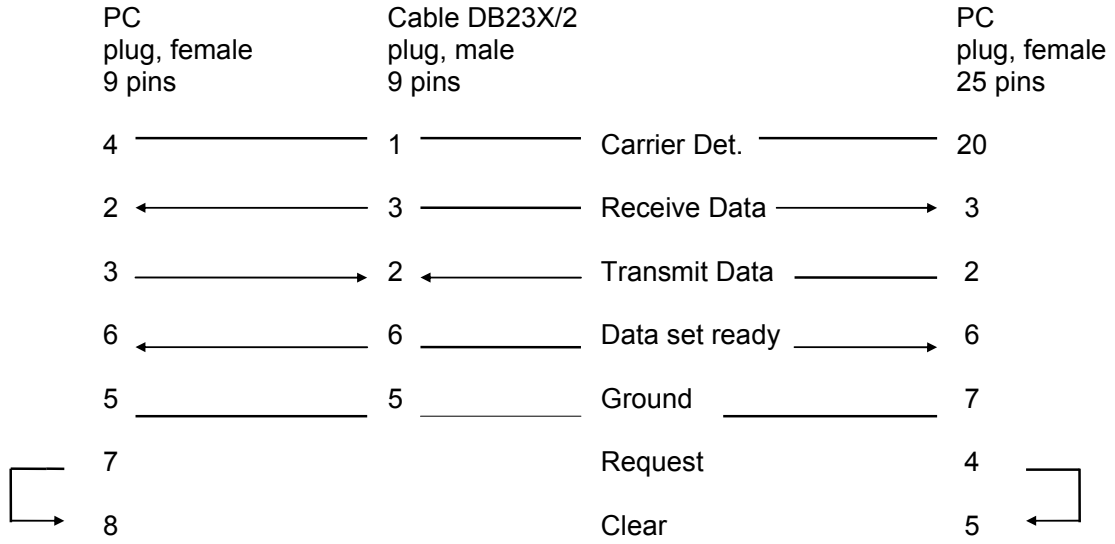 PC Cable DB23X/2 PC
plug, female plug, male plug, female
9 pins 9 pins 25 pins
4 1 Carrier Det. 20
2 3 Receive Data 3
3 2 Transmit Data 2
6 6 Data set ready 6
5 5 Ground 7
7 Request 4
8 Clear 5